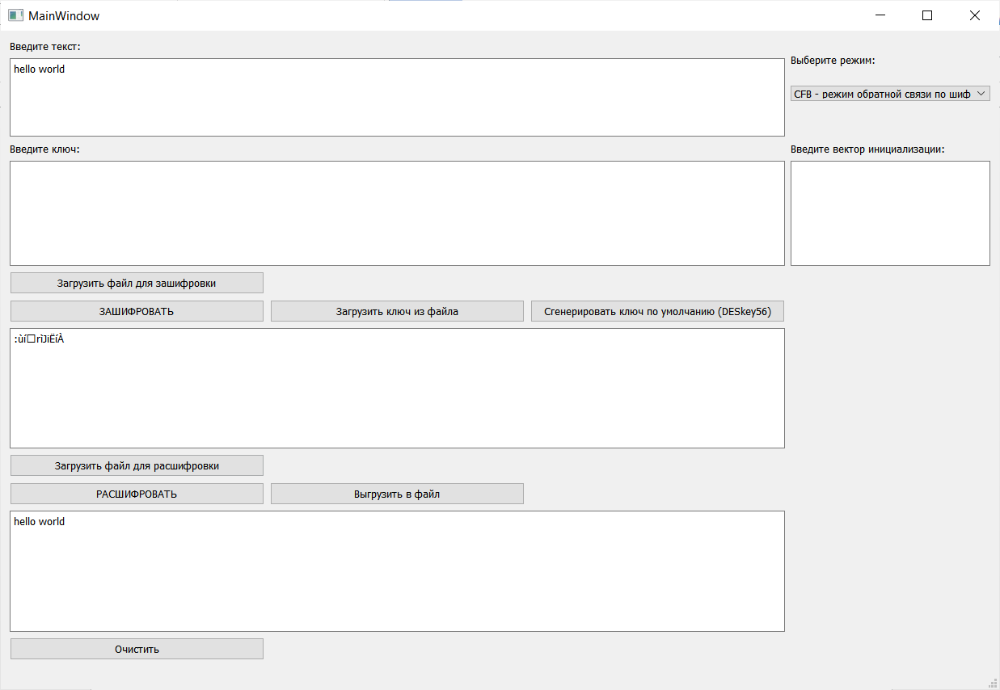 MainWindow
Введите текст:
hello world
Выберите режим:
CFB - режим обратной связи по шиф
Введите ключ:
Введите вектор инициализации:
Загрузить файл для зашифровки
ЗАШИФРОВАТЬ
Загрузить ключ из файла
Сгенерировать ключ по умолчанию (DESkey56)
:ùí□rìJiËíÀ
Загрузить файл для расшифровки
РАСШИФРОВАТЬ
Выгрузить в файл
hello world
Очистить